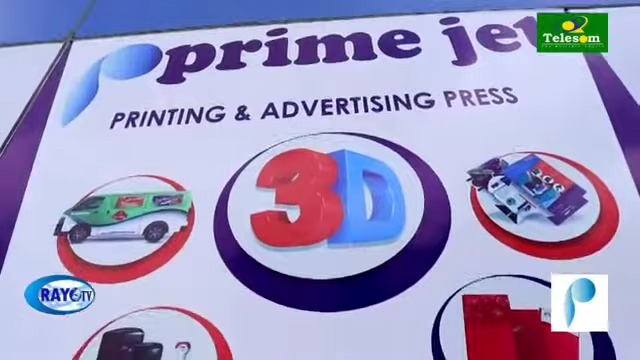 prime jet
Telesom
PRINTING & ADVERTISING PRESS
3D
RAYO TV